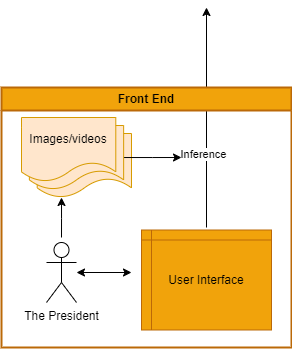 Front End
Images/videos
Inference
User Interface
The President